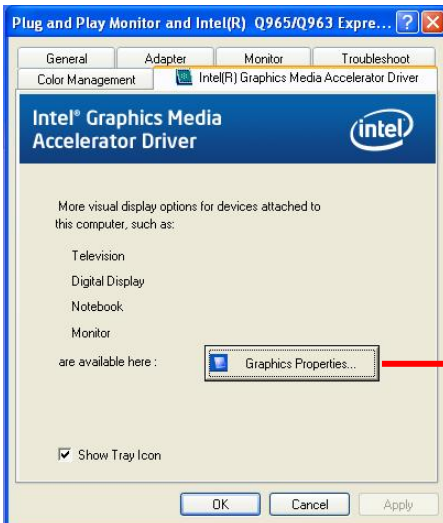 Plug and Play Monitor and Intel(R) Q965/Q963 Expre...
General Adapter Monitor Troubleshoot
Color Management Intel(R) Graphics Media Accelerator Driver
Intel® Graphics Media
Accelerator Driver
intel
More visual display options for devices attached to
this computer, such as:
Television
Digital Display
Notebook
Monitor
are available here : Graphics Properties...
Show Tray Icon
OK Cancel Apply